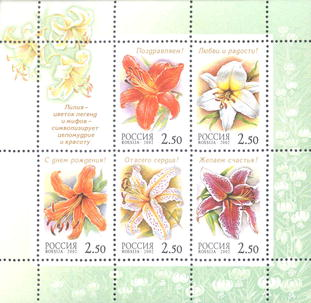 Поздравляем!
РОССИЯ
ROSSIJA 2002
2.50
Любви и радости!
РОССИЯ
ROSSIJA 2002
2.50
Лилия –
цветок легенд
и мифов –
символизирует
целомудрие
и красоту
С днем рождения!
РОССИЯ
ROSSIJA 2002
2.50
От всего сердца!
РОССИЯ
ROSSIJA 2002
2.50
Желаем счастья!
РОССИЯ
ROSSIJA 2002
2.50